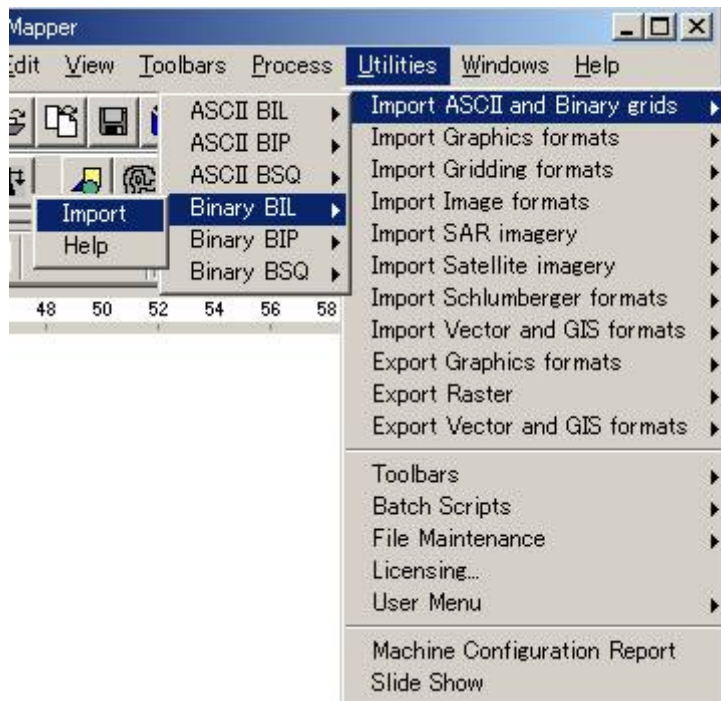 Mapper
Edit View Toolbars Process Utilities Windows Help
ASCII BIL
ASCII BIP
ASCII BSQ
Binary BIL
Binary BIP
Binary BSQ
Import
Help
48 50 52 54 56 58
Import ASCII and Binary grids
Import Graphics formats
Import Gridding formats
Import Image formats
Import SAR imagery
Import Satellite imagery
Import Schlumberger formats
Import Vector and GIS formats
Export Graphics formats
Export Raster
Export Vector and GIS formats
Toolbars
Batch Scripts
File Maintenance
Licensing...
User Menu
Machine Configuration Report
Slide Show